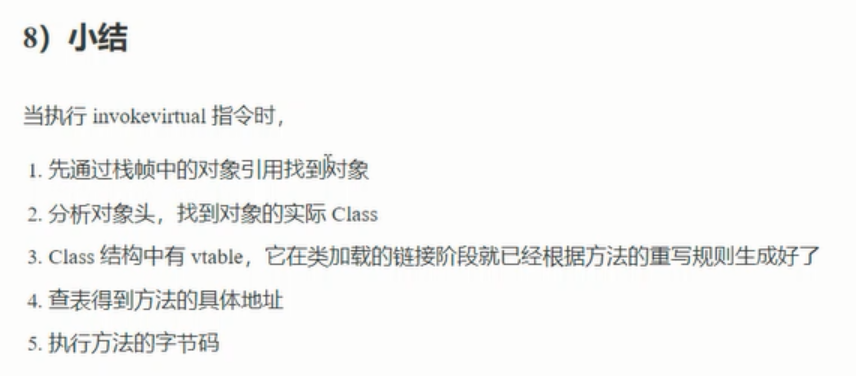 8）小结
当执行 invokevirtual 指令时，
1. 先通过栈帧中的对象引用找到对象
2. 分析对象头，找到对象的实际 Class
3. Class 结构中有 vtable，它在类加载的链接阶段就已经根据方法的重写规则生成好了
4. 查表得到方法的具体地址
5. 执行方法的字节码